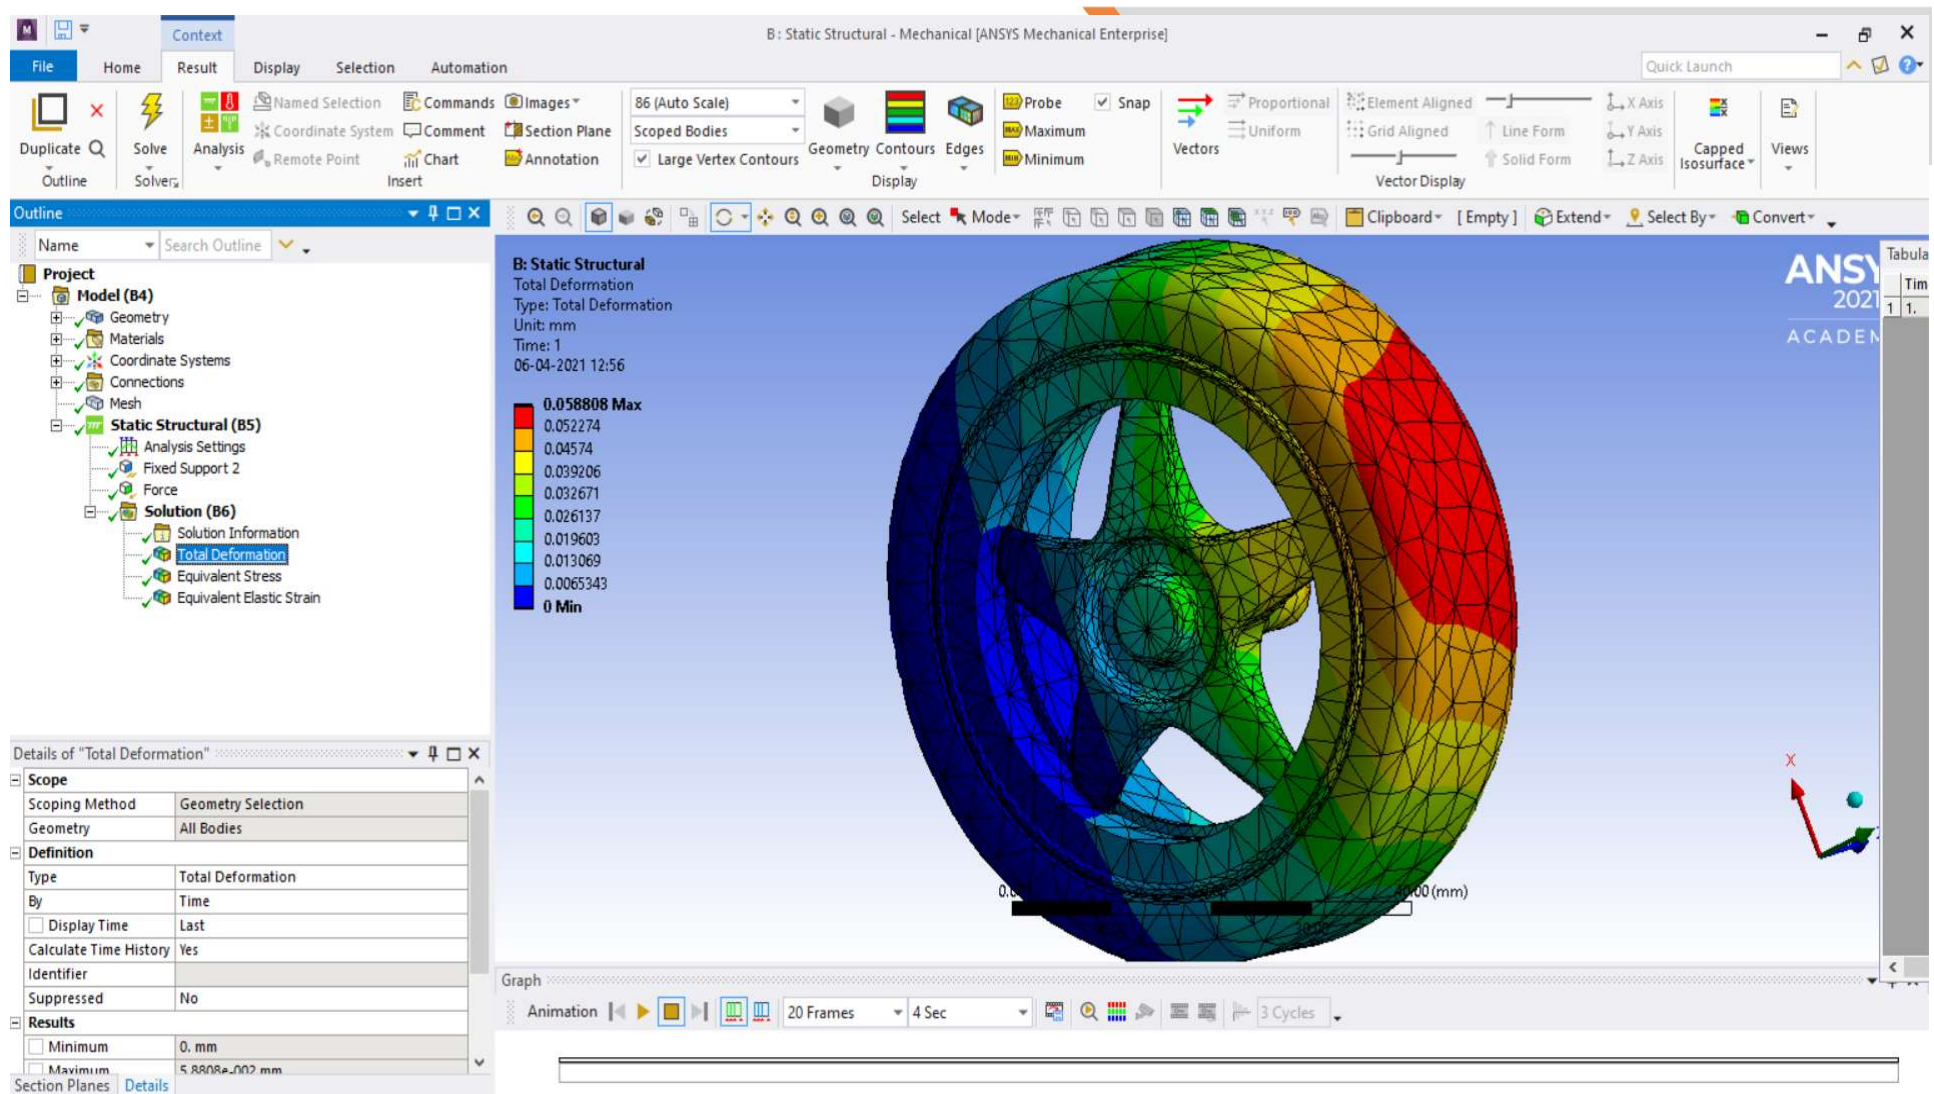 M
Context
B: Static Structural - Mechanical [ANSYS Mechanical Enterprise]
File Home Result Display Selection Automation
Quick Launch
Duplicate
Outline
Solve
Solver
Analysis
Named Selection
Coordinate System
Remote Point
Commands
Comment
Chart
Images
Section Plane
Annotation
Insert
86 (Auto Scale)
Scoped Bodies
Large Vertex Contours
Geometry Contours Edges
Display
Probe
Maximum
Minimum
Snap
Vectors
Proportional
Uniform
Element Aligned
Grid Aligned
Line Form
Solid Form
X Axis
Y Axis
Z Axis
Vector Display
Capped
Isosurface
Views
Outline
Name Search Outline
Project
Model (B4)
Geometry
Materials
Coordinate Systems
Connections
Mesh
Static Structural (B5)
Analysis Settings
Fixed Support 2
Force
Solution (B6)
Solution Information
Total Deformation
Equivalent Stress
Equivalent Elastic Strain
Details of "Total Deformation"
Scope
Scoping Method Geometry Selection
Geometry All Bodies
Definition
Type Total Deformation
By Time
Display Time Last
Calculate Time History Yes
Identifier
Suppressed No
Results
Minimum 0. mm
Maximum 5.8808e-002 mm
Section Planes Details
Select Mode Clipboard [Empty] Extend Select By Convert
B: Static Structural
Total Deformation
Type: Total Deformation
Unit: mm
Time: 1
06-04-2021 12:56
0.058808 Max
0.052274
0.04574
0.039206
0.032671
0.026137
0.019603
0.013069
0.0065343
0 Min
ANSY
2021
ACADEM
Tabula
Tim
1 1.
X
(mm)
Graph
Animation 20 Frames 4 Sec 3 Cycles